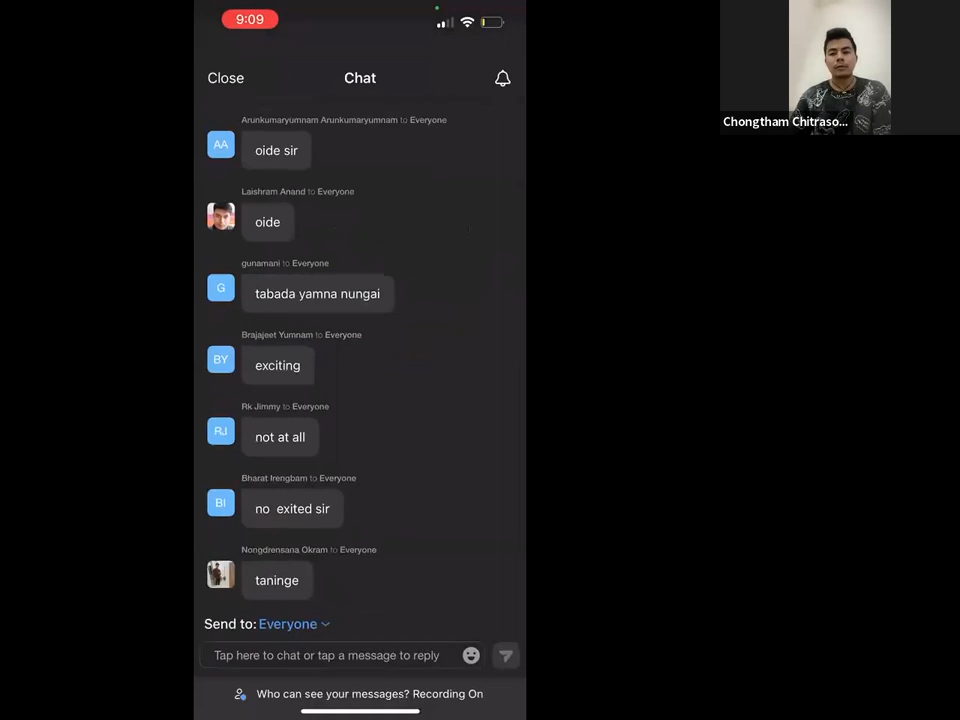 9:09
Close
Chat
Arunkumaryumnam Arunkumaryumnam to Everyone
AA
oide sir
Laishram Anand to Everyone
oide
gunamani to Everyone
G
tabada yamna nungai
Brajajeet Yumnam to Everyone
BY
exciting
Rk Jimmy to Everyone
RJ
not at all
Bharat Irengbam to Everyone
BI
no exited sir
Nongdrensana Okram to Everyone
taninge
Send to: Everyone
Tap here to chat or tap a message to reply
Who can see your messages? Recording On
Chongtham Chitraso...